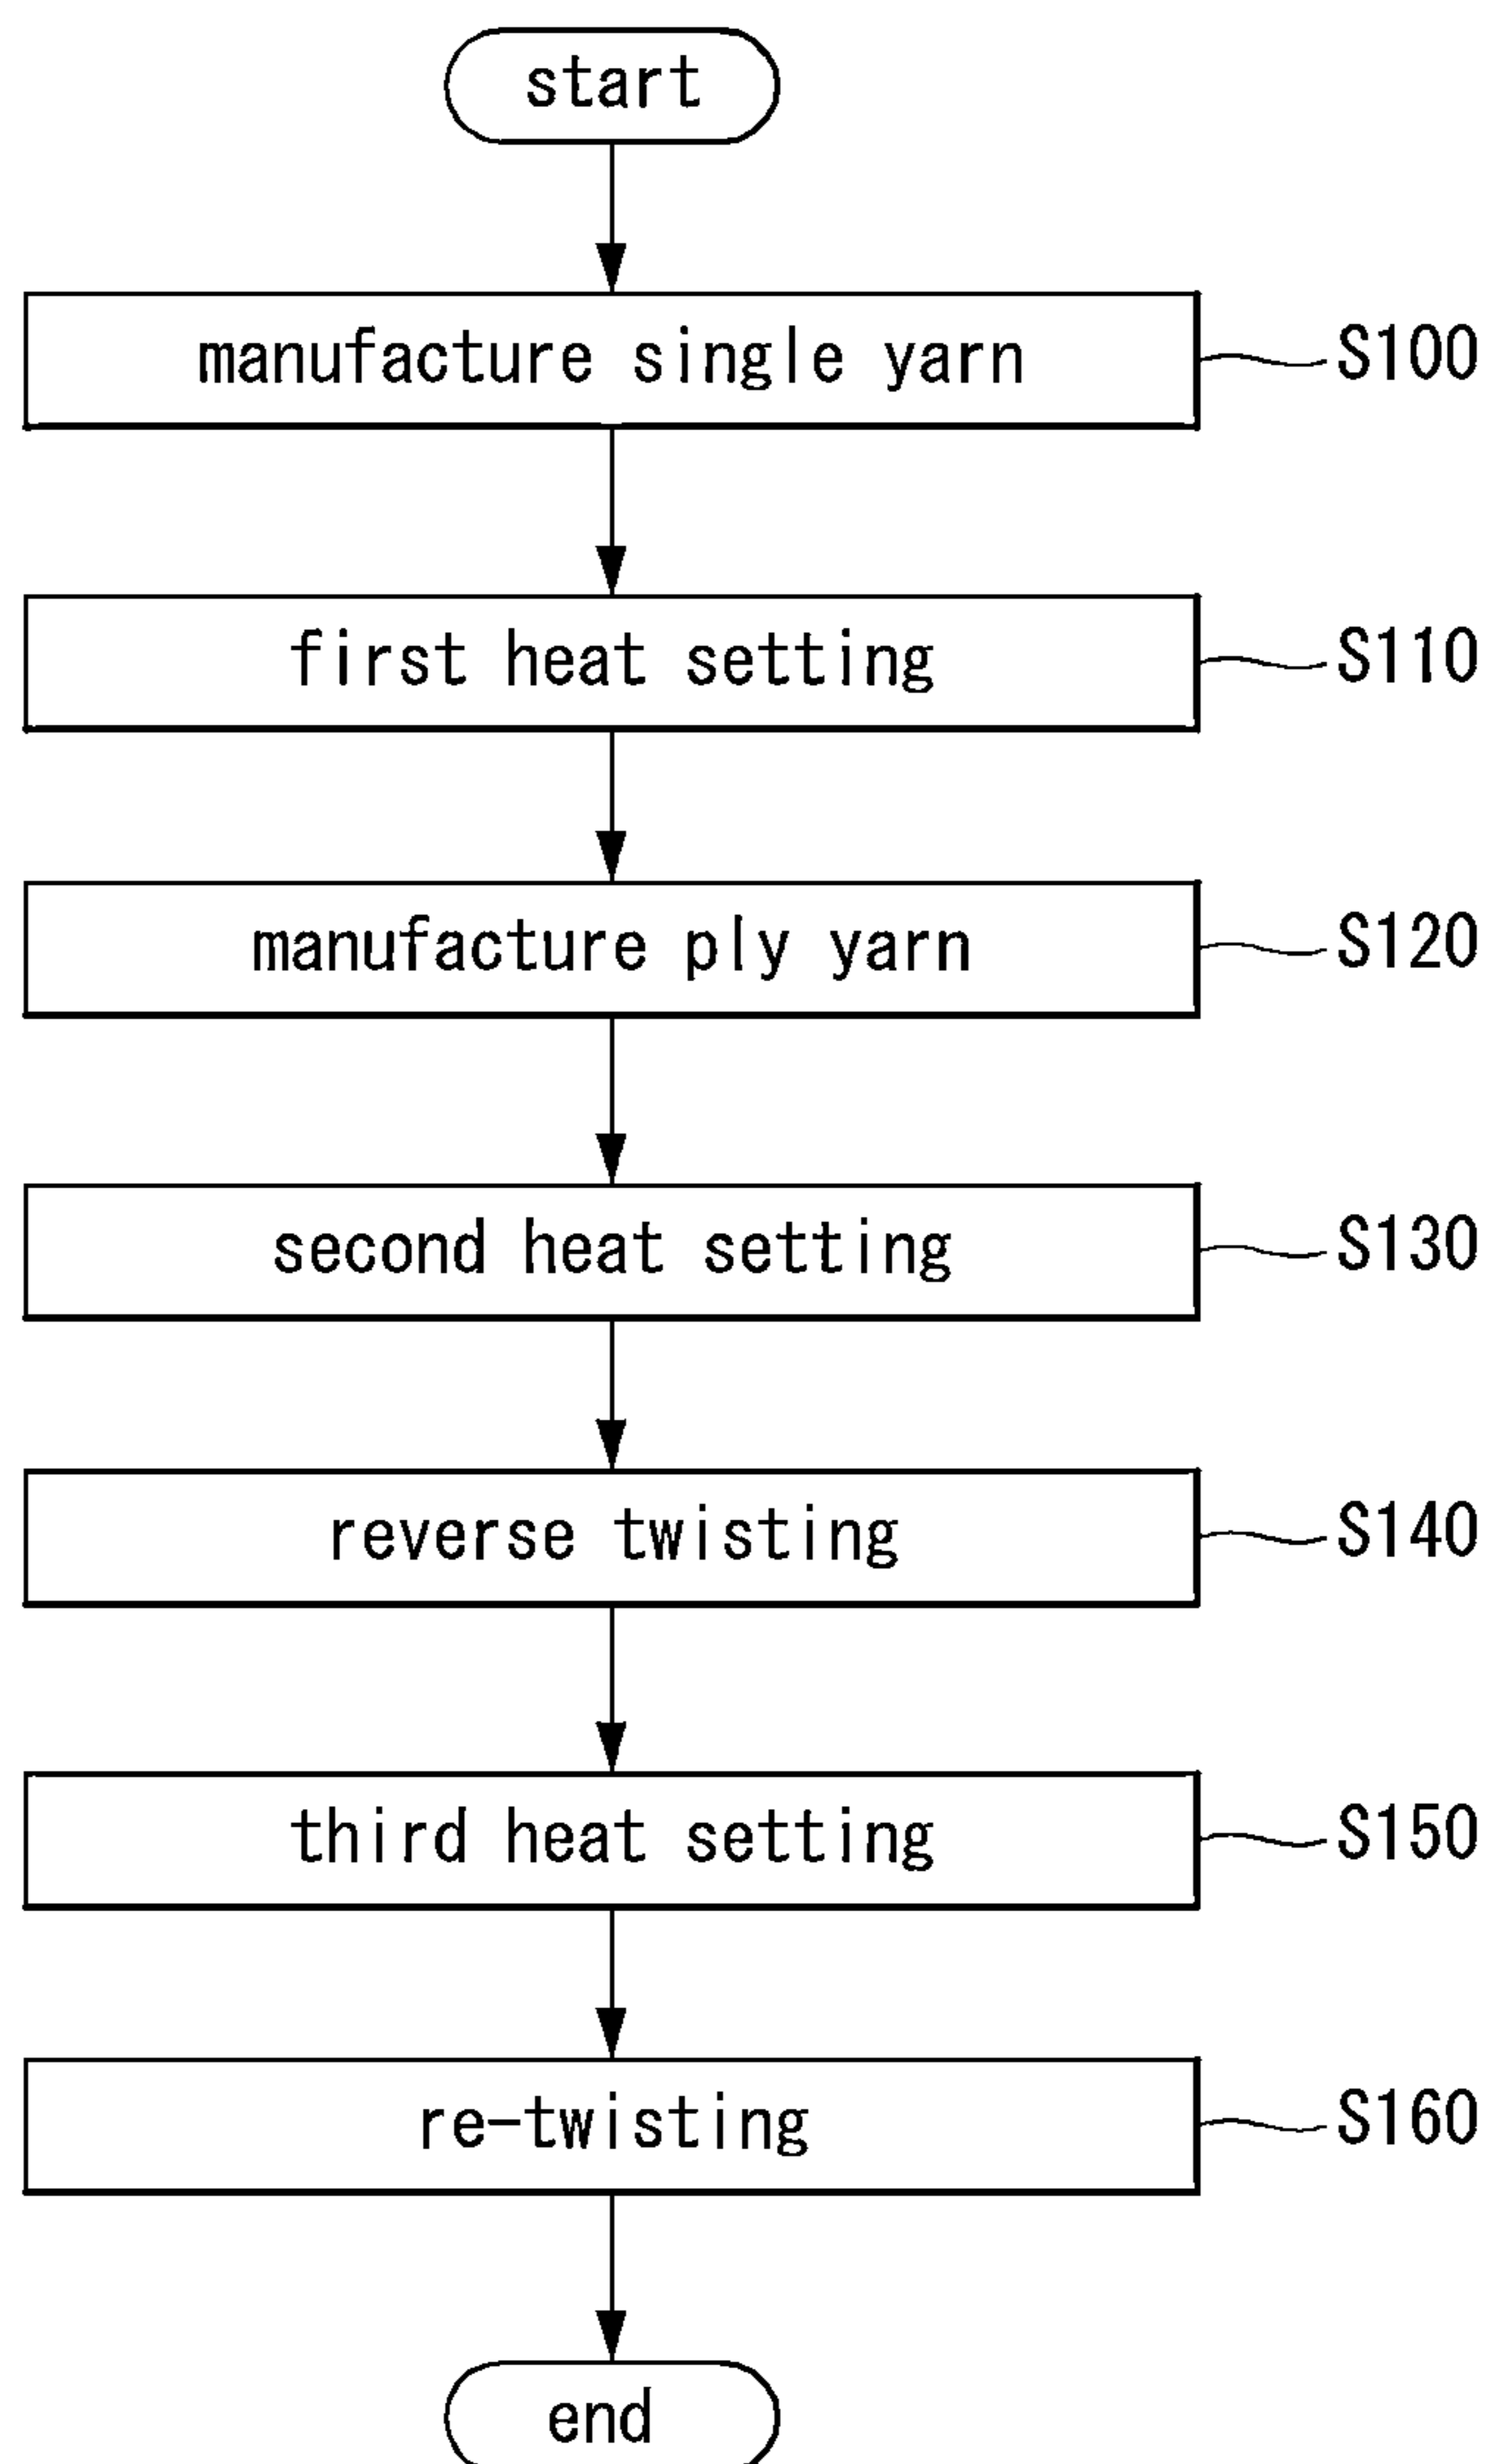 start
manufacture single yarn S100
first heat setting S110
manufacture ply yarn S120
second heat setting S130
reverse twisting S140
third heat setting S150
re-twisting S160
end